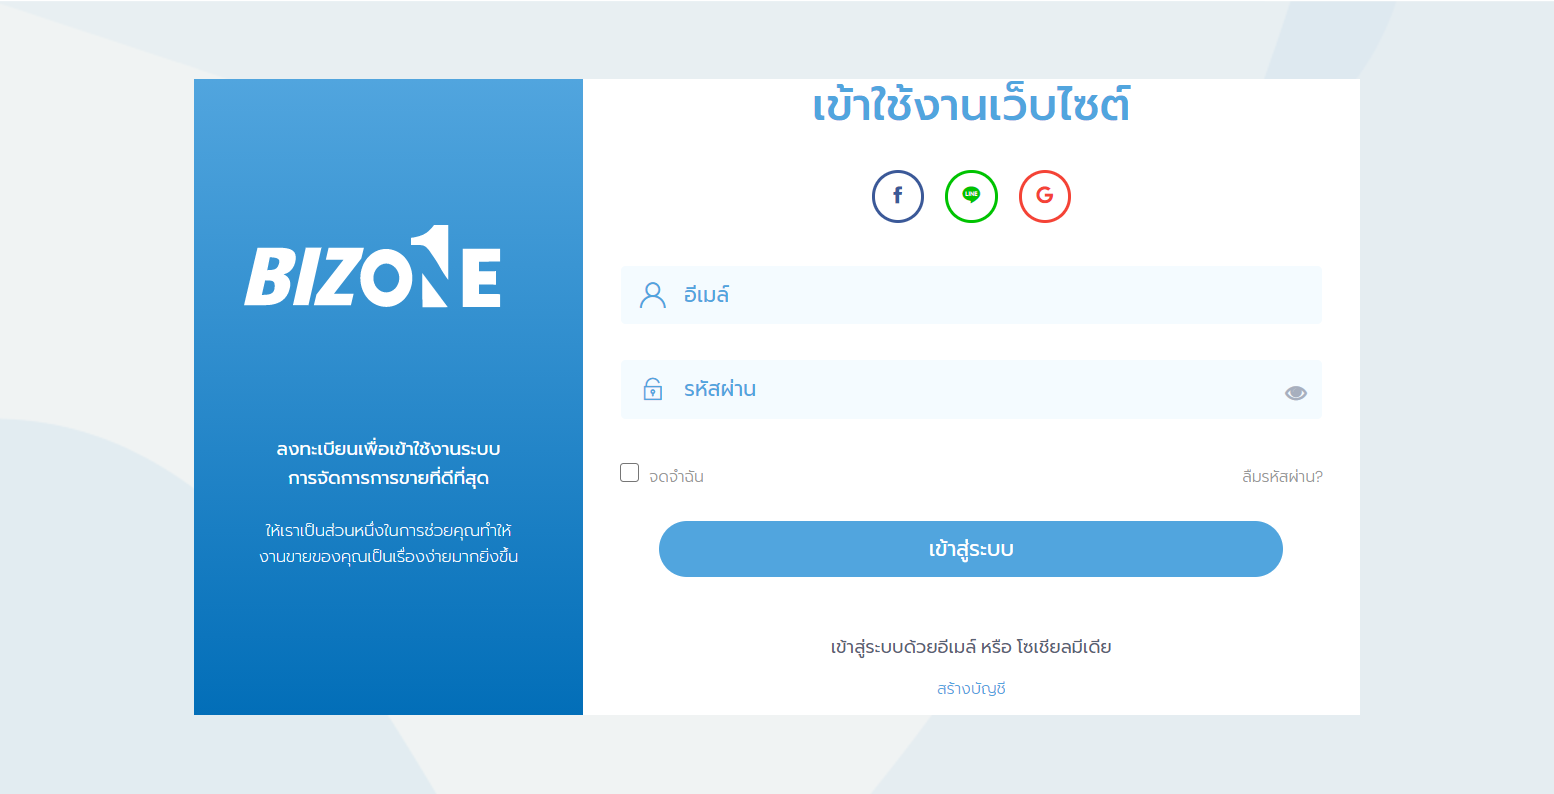 BIZONE
ลงทะเบียนเพื่อเข้าใช้งานระบบ
การจัดการการขายที่ดีที่สุด
ให้เราเป็นส่วนหนึ่งในการช่วยคุณทำให้
งานขายของคุณเป็นเรื่องง่ายมากยิ่งขึ้น
เข้าใช้งานเว็บไซต์
f LINE G
อีเมล์
รหัสผ่าน
จดจำฉัน
ลืมรหัสผ่าน?
เข้าสู่ระบบ
เข้าสู่ระบบด้วยอีเมล์ หรือ โซเชียลมีเดีย
สร้างบัญชี